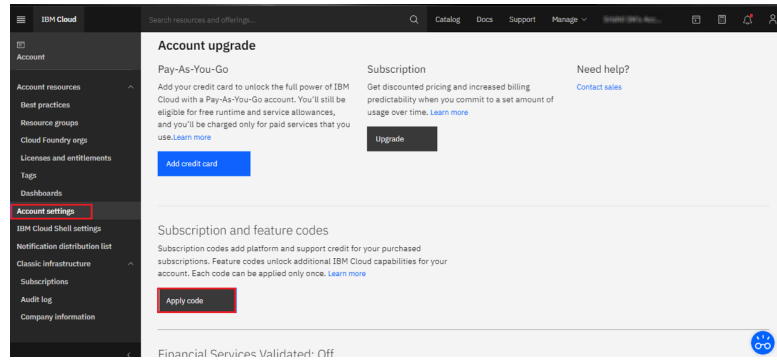 IBM Cloud
Search resources and offerings...
Catalog
Docs
Support
Manage
Account
Account resources
Best practices
Resource groups
Cloud Foundry orgs
Licenses and entitlements
Tags
Dashboards
Account settings
IBM Cloud Shell settings
Notification distribution list
Classic infrastructure
Subscriptions
Audit log
Company information
Account upgrade
Pay-As-You-Go
Add your credit card to unlock the full power of IBM
Cloud with a Pay-As-You-Go account. You'll still be
eligible for free runtime and service allowances,
and you'll be charged only for paid services that you
use.Learn more
Add credit card
Subscription
Get discounted pricing and increased billing
predictability when you commit to a set amount of
usage over time. Learn more
Upgrade
Need help?
Contact sales
Subscription and feature codes
Subscription codes add platform and support credit for your purchased
subscriptions. Feature codes unlock additional IBM Cloud capabilities for your
account. Each code can be applied only once. Learn more
Apply code
Financial Services Validated: Off